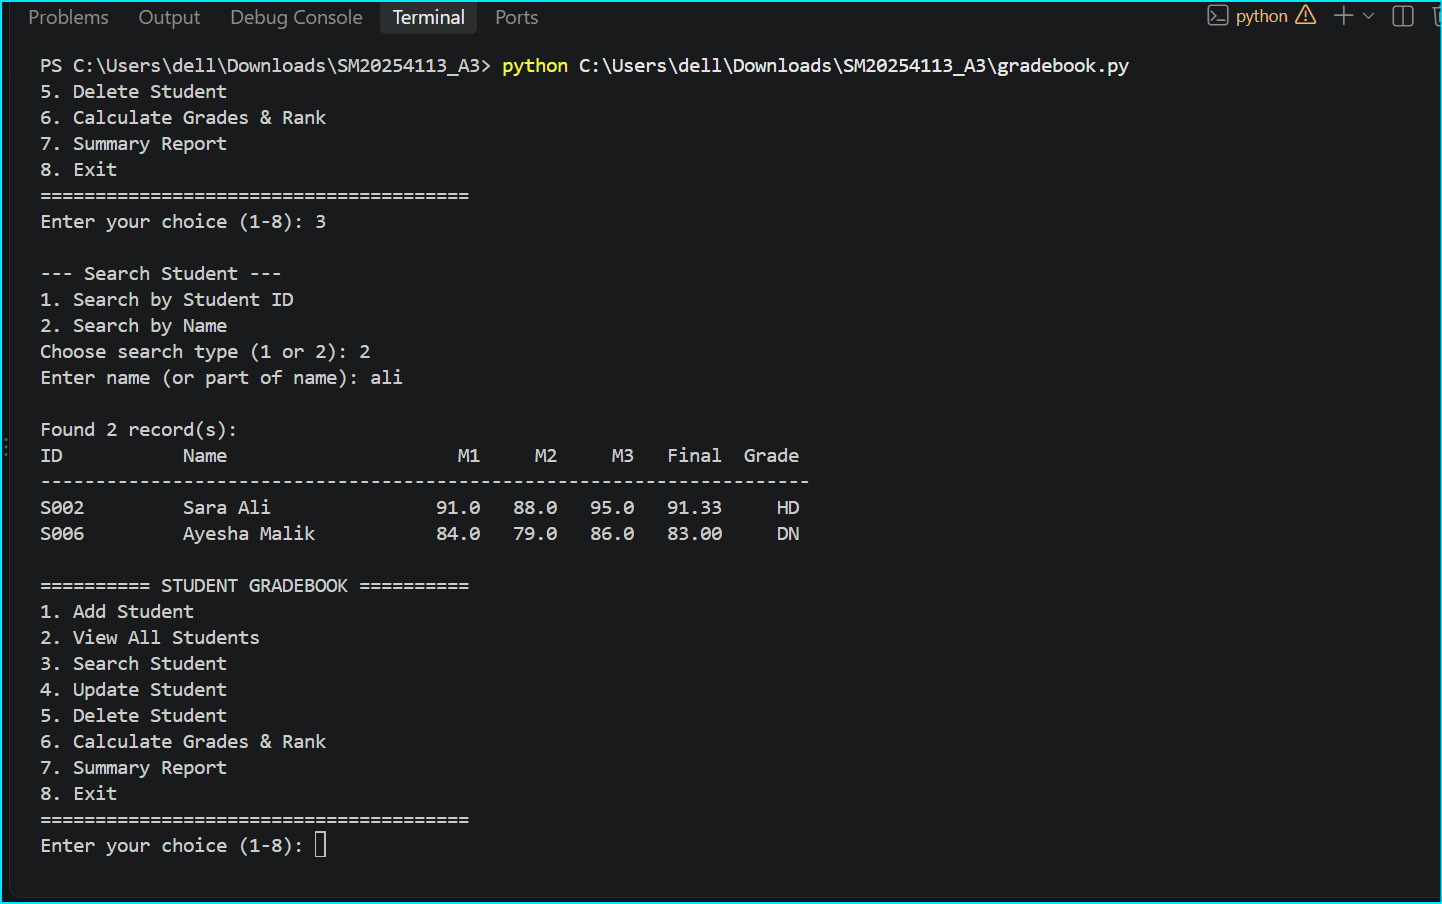 Problems Output Debug Console Terminal Ports python
PS C:\Users\dell\Downloads\SM20254113_A3> python C:\Users\dell\Downloads\SM20254113_A3\gradebook.py
5. Delete Student
6. Calculate Grades & Rank
7. Summary Report
8. Exit
=======================================
Enter your choice (1-8): 3
--- Search Student ---
1. Search by Student ID
2. Search by Name
Choose search type (1 or 2): 2
Enter name (or part of name): ali
Found 2 record(s):
ID Name M1 M2 M3 Final Grade
----------------------------------------------------------------------
S002 Sara Ali 91.0 88.0 95.0 91.33 HD
S006 Ayesha Malik 84.0 79.0 86.0 83.00 DN
========== STUDENT GRADEBOOK ==========
1. Add Student
2. View All Students
3. Search Student
4. Update Student
5. Delete Student
6. Calculate Grades & Rank
7. Summary Report
8. Exit
=======================================
Enter your choice (1-8):